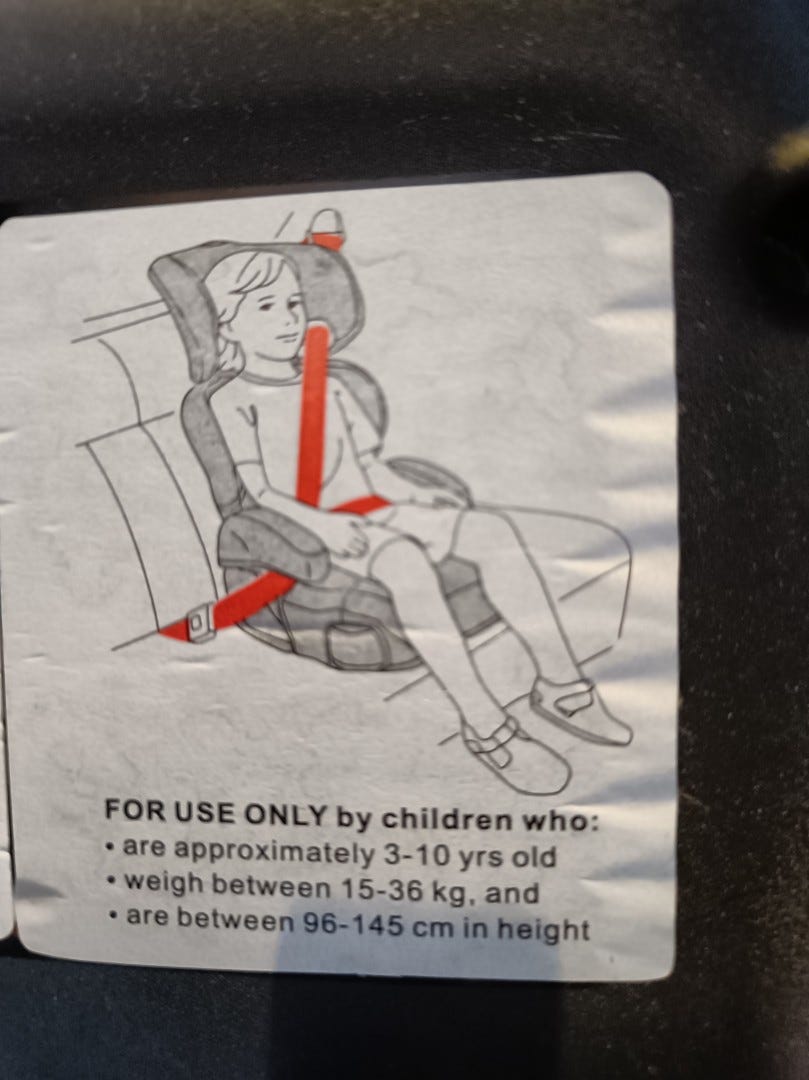 FOR USE ONLY by children who:
• are approximately 3-10 yrs old
• weigh between 15-36 kg, and
• are between 96-145 cm in height